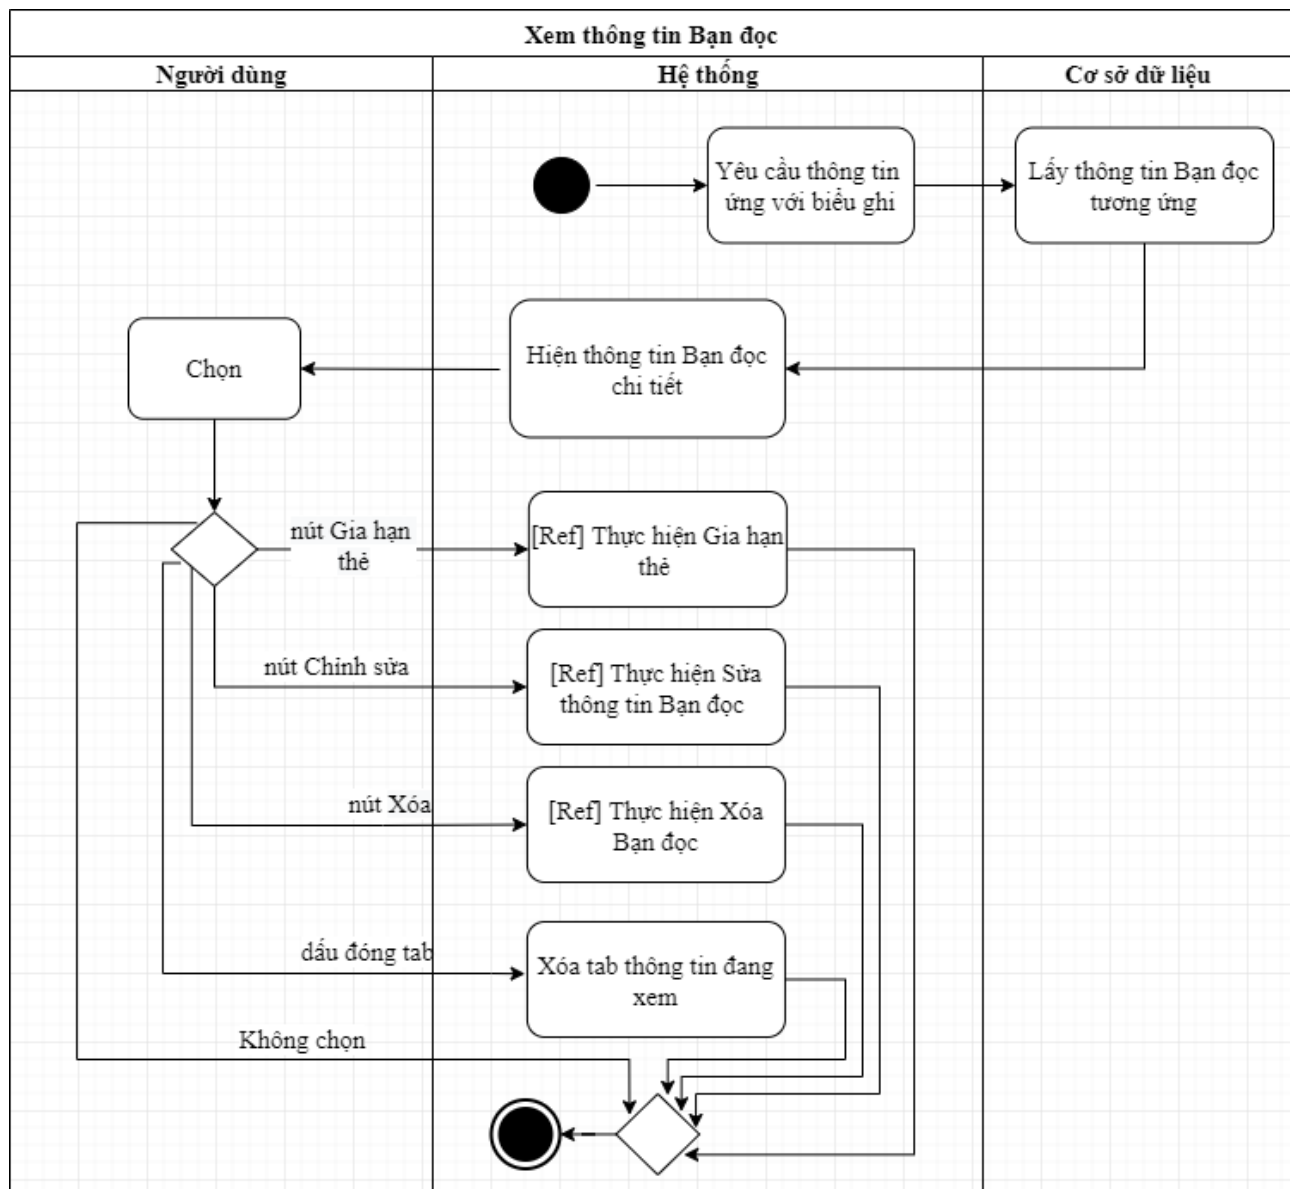 Xem thông tin Bạn đọc
Người dùng
Hệ thống
Cơ sở dữ liệu
Yêu cầu thông tin
ứng với biểu ghi
Lấy thông tin Bạn đọc
tương ứng
Hiện thông tin Bạn đọc
chi tiết
Chọn
nút Gia hạn
thẻ
[Ref] Thực hiện Gia hạn
thẻ
nút Chỉnh sửa
[Ref] Thực hiện Sửa
thông tin Bạn đọc
nút Xóa
[Ref] Thực hiện Xóa
Bạn đọc
dấu đóng tab
Xóa tab thông tin đang
xem
Không chọn